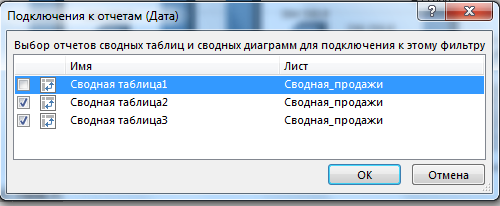 Подключения к отчетам (Дата)
Выбор отчетов сводных таблиц и сводных диаграмм для подключения к этому фильтру
Имя Лист
Сводная таблица1 Сводная_продажи
Сводная таблица2 Сводная_продажи
Сводная таблица3 Сводная_продажи
ОК Отмена